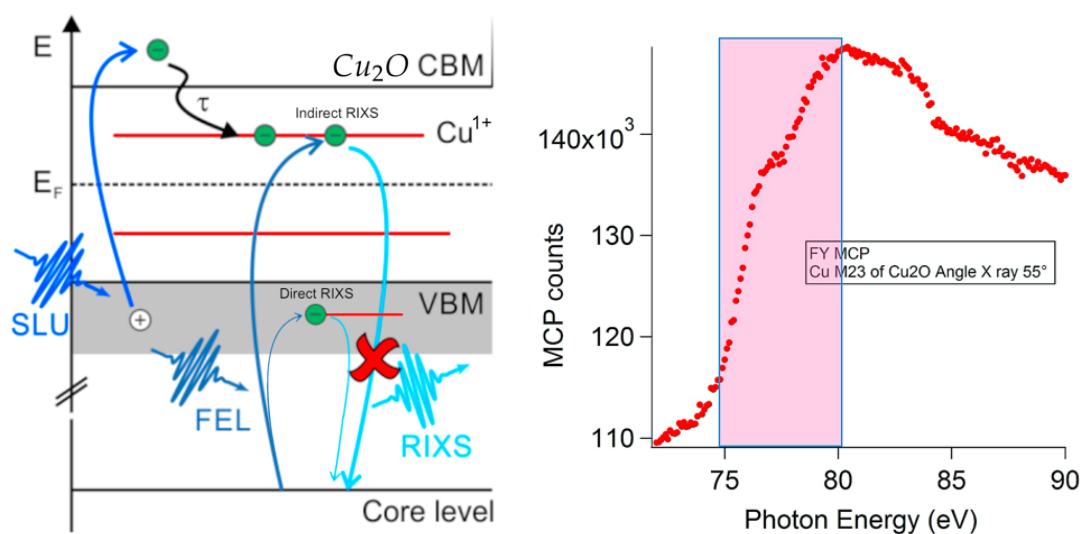 E
Cu₂O CBM
τ
Indirect RIXS
Cu¹⁺
E_F
Direct RIXS
VBM
SLU
FEL
RIXS
Core level
MCP counts
140x10³
130
120
110
FY MCP
Cu M23 of Cu2O Angle X ray 55°
75
80
85
90
Photon Energy (eV)